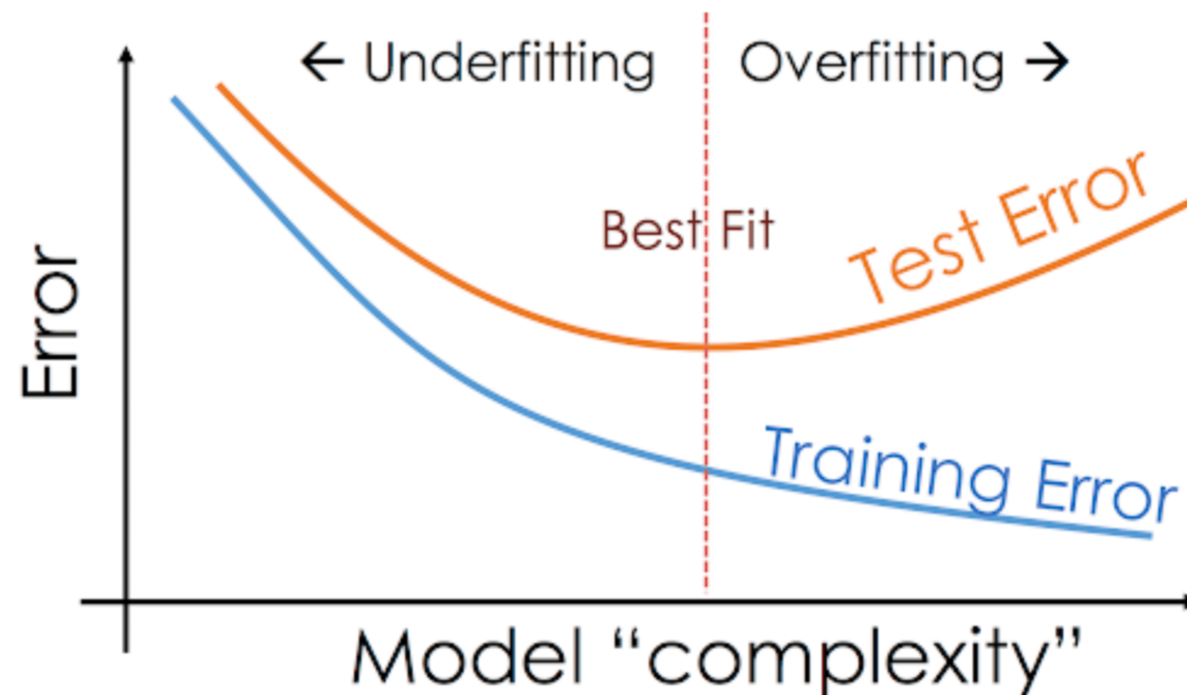 ← Underfitting
Overfitting →
Best Fit
Test Error
Error
Training Error
Model “complexity”